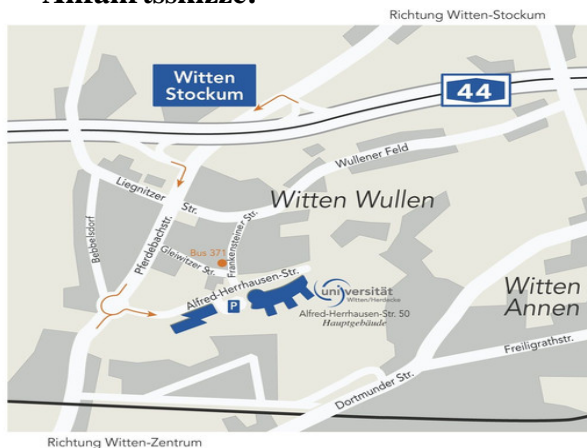 Anfahrtsskizze:
Richtung Witten-Stockum
Witten
Stockum
44
Wullener Feld
Liegnitzer Str.
Witten Wullen
Bebbelsdorf
Pferdebachstr.
Bus 371
Gleiwitzer Str.
Frankensteiner Str.
Alfred-Herrhausen-Str.
P
universität
Witten/Herdecke
Alfred-Herrhausen-Str. 50
Hauptgebäude
Witten
Annen
Freiligrathstr.
Dortmunder Str.
Richtung Witten-Zentrum